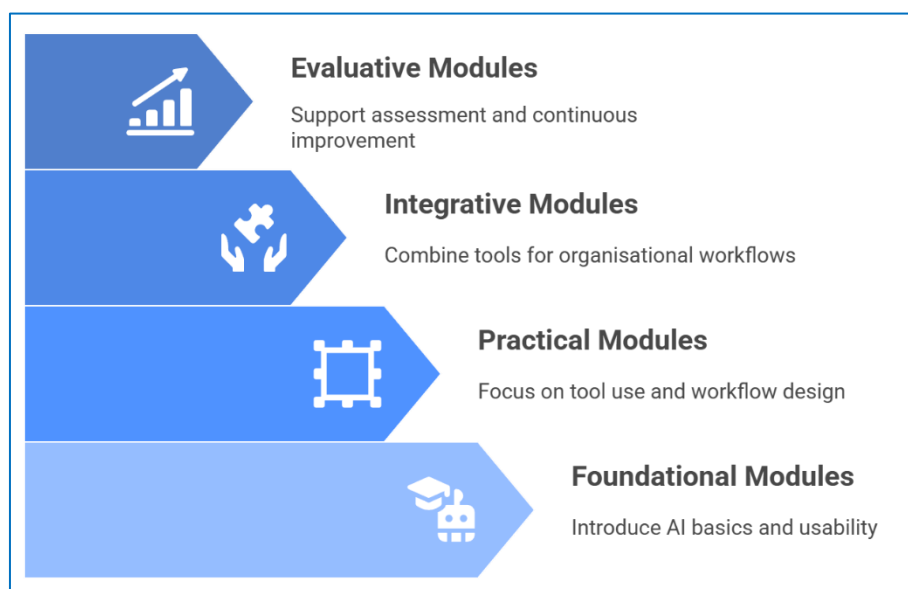 Evaluative Modules
Support assessment and continuous
improvement
Integrative Modules
Combine tools for organisational workflows
Practical Modules
Focus on tool use and workflow design
Foundational Modules
Introduce AI basics and usability